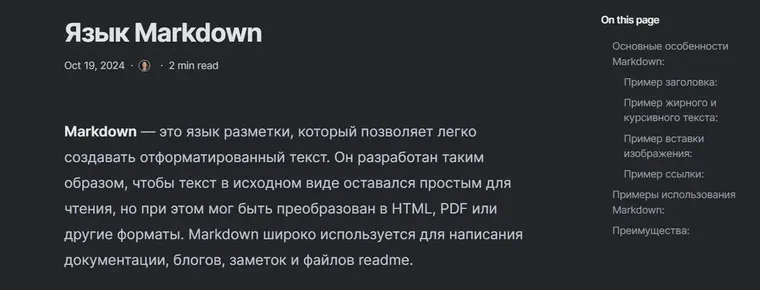 Язык Markdown
Oct 19, 2024 · · 2 min read
Markdown — это язык разметки, который позволяет легко
создавать отформатированный текст. Он разработан таким
образом, чтобы текст в исходном виде оставался простым для
чтения, но при этом мог быть преобразован в HTML, PDF или
другие форматы. Markdown широко используется для написания
документации, блогов, заметок и файлов readme.
On this page
Основные особенности
Markdown:
Пример заголовка:
Пример жирного и
курсивного текста:
Пример вставки
изображения:
Пример ссылки:
Примеры использования
Markdown:
Преимущества: